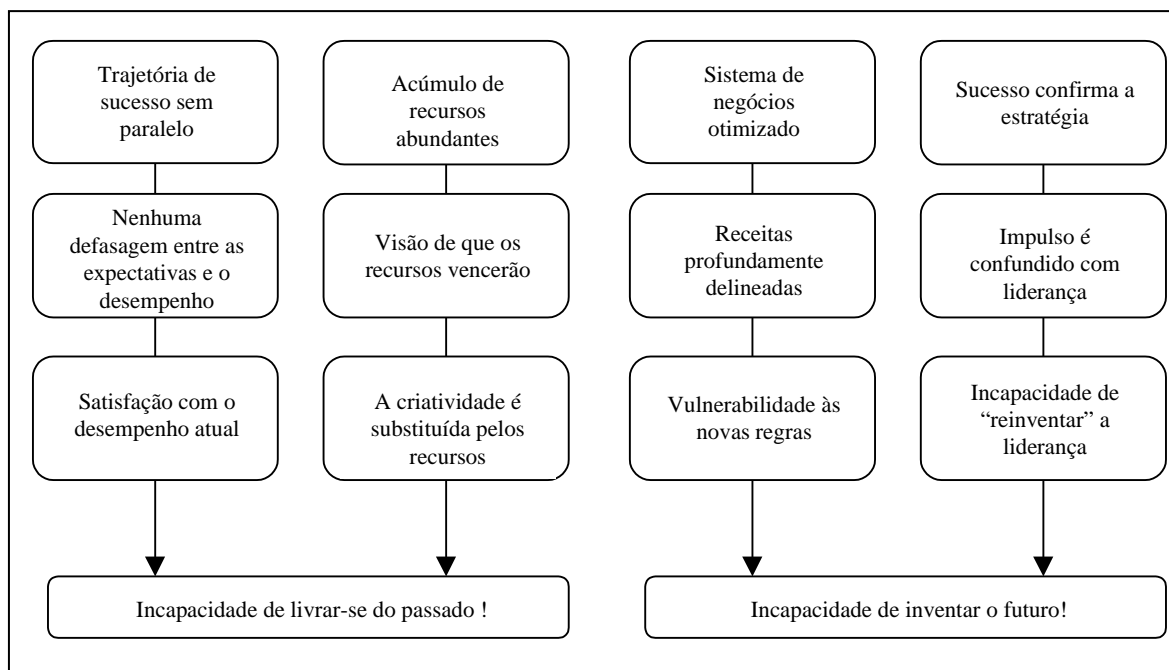 Trajetória de
sucesso sem
paralelo
Acúmulo de
recursos
abundantes
Sistema de
negócios
otimizado
Sucesso confirma a
estratégia
Nenhuma
defasagem entre as
expectativas e o
desempenho
Visão de que os
recursos vencerão
Receitas
profundamente
delineadas
Impulso é
confundido com
liderança
Satisfação com o
desempenho atual
A criatividade é
substituída pelos
recursos
Vulnerabilidade às
novas regras
Incapacidade de
“reinventar” a
liderança
Incapacidade de livrar-se do passado !
Incapacidade de inventar o futuro!